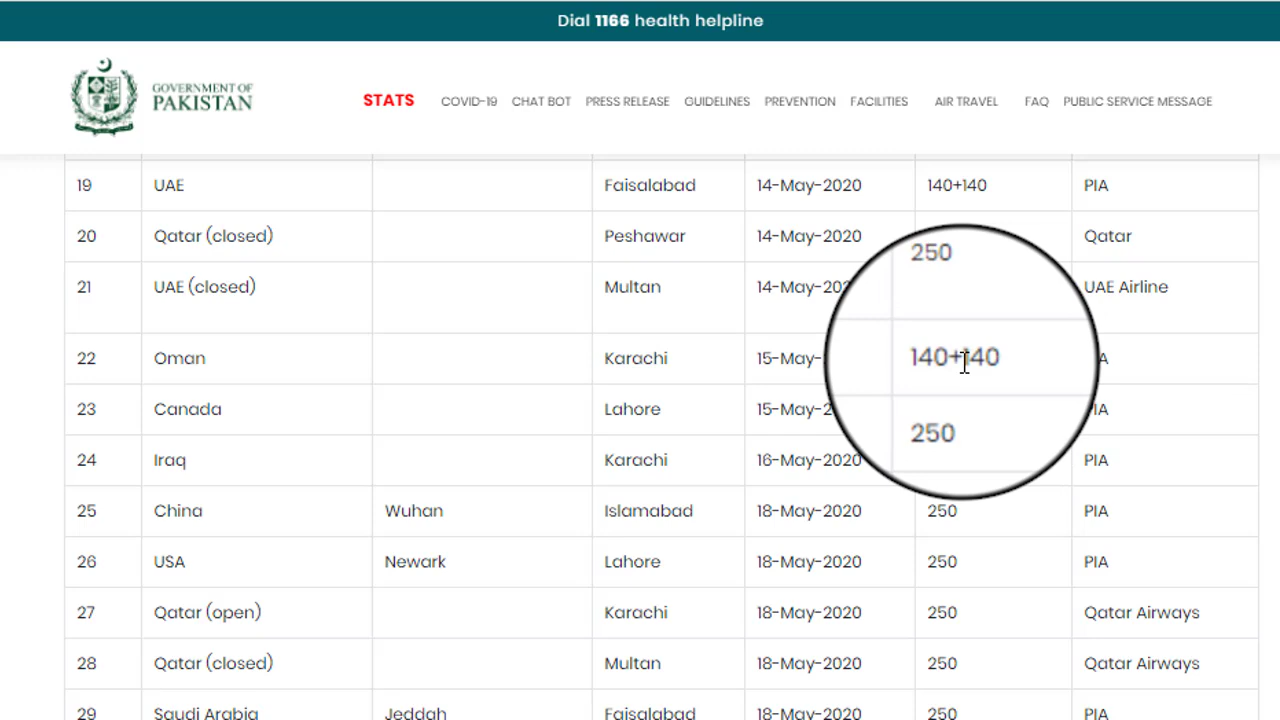 Dial 1166 health helpline
GOVERNMENT OF
PAKISTAN
STATS COVID-19 CHAT BOT PRESS RELEASE GUIDELINES PREVENTION FACILITIES AIR TRAVEL FAQ PUBLIC SERVICE MESSAGE
19 UAE Faisalabad 14-May-2020 140+140 PIA
20 Qatar (closed) Peshawar 14-May-2020 250 Qatar
21 UAE (closed) Multan UAE Airline
22 Oman Karachi 140+140
23 Canada Lahore 250
24 Iraq Karachi 16-May-2020 PIA
25 China Wuhan Islamabad 18-May-2020 250 PIA
26 USA Newark Lahore 18-May-2020 250 PIA
27 Qatar (open) Karachi 18-May-2020 250 Qatar Airways
28 Qatar (closed) Multan 18-May-2020 250 Qatar Airways
29 Saudi Arabia Jeddah Faisalabad 18-May-2020 250 PIA